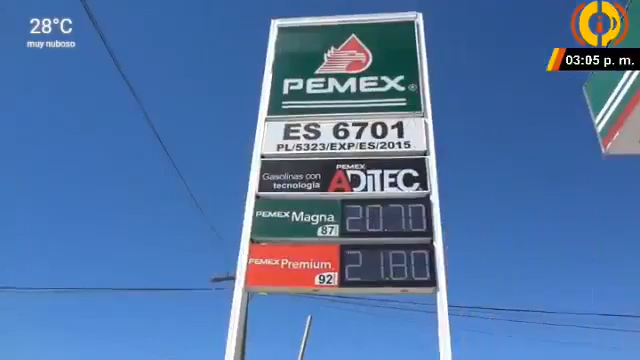 28°C
muy nuboso
03:05 p. m.
PEMEX
ES 6701
PL/5323/EXP/ES/2015
Gasolinas con
tecnología
PEMEX
ADITEC
PEMEX Magna
87
20.70
PEMEX Premium
92
21.80